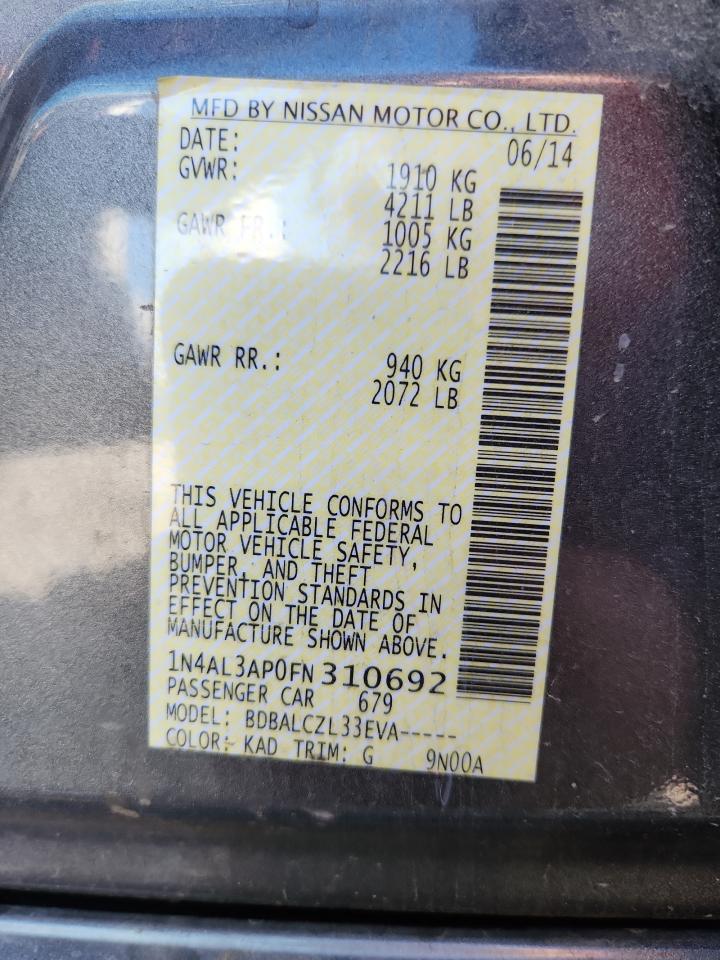 MFD BY NISSAN MOTOR CO., LTD.
DATE: 06/14
GVWR: 1910 KG
4211 LB
GAWR FR.: 1005 KG
2216 LB
GAWR RR.: 940 KG
2072 LB
THIS VEHICLE CONFORMS TO
ALL APPLICABLE FEDERAL
MOTOR VEHICLE SAFETY,
BUMPER, AND THEFT
PREVENTION STANDARDS IN
EFFECT ON THE DATE OF
MANUFACTURE SHOWN ABOVE.
1N4AL3AP0FN310692
PASSENGER CAR 679
MODEL: BDBALCZL33EVA-----
COLOR: KAD TRIM: G 9N00A